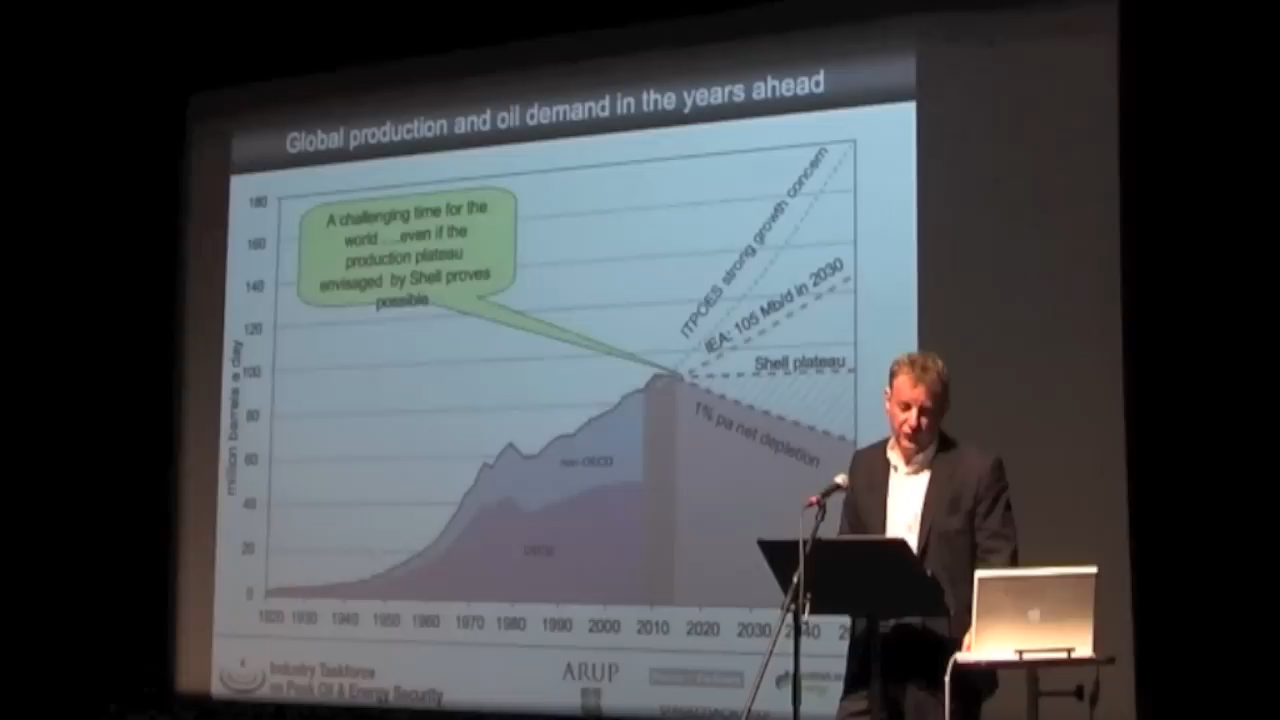 Global production and oil demand in the years ahead
180
160
140
120
100
80
60
40
20
0
million barrels a day
A challenging time for the
world ....even if the
production plateau
envisaged by Shell proves
possible
ITPOES strong growth concern
IEA: 105 Mb/d in 2030
Shell plateau
1% pa net depletion
non-OECD
OECD
1920 1930 1940 1950 1960 1970 1980 1990 2000 2010 2020 2030
Industry Taskforce
on Peak Oil & Energy Security
ARUP